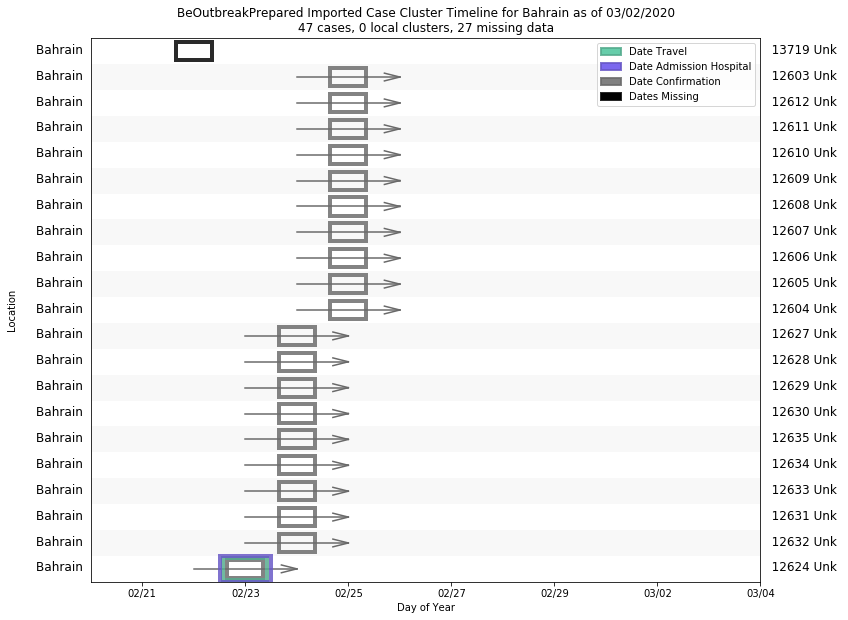 BeOutbreakPrepared Imported Case Cluster Timeline for Bahrain as of 03/02/2020
47 cases, 0 local clusters, 27 missing data
Bahrain 13719 Unk
Bahrain 12603 Unk
Bahrain 12612 Unk
Bahrain 12611 Unk
Bahrain 12610 Unk
Bahrain 12609 Unk
Bahrain 12608 Unk
Bahrain 12607 Unk
Bahrain 12606 Unk
Bahrain 12605 Unk
Bahrain 12604 Unk
Bahrain 12627 Unk
Bahrain 12628 Unk
Bahrain 12629 Unk
Bahrain 12630 Unk
Bahrain 12635 Unk
Bahrain 12634 Unk
Bahrain 12633 Unk
Bahrain 12631 Unk
Bahrain 12632 Unk
Bahrain 12624 Unk
Date Travel
Date Admission Hospital
Date Confirmation
Dates Missing
Location
02/21 02/23 02/25 02/27 02/29 03/02 03/04
Day of Year